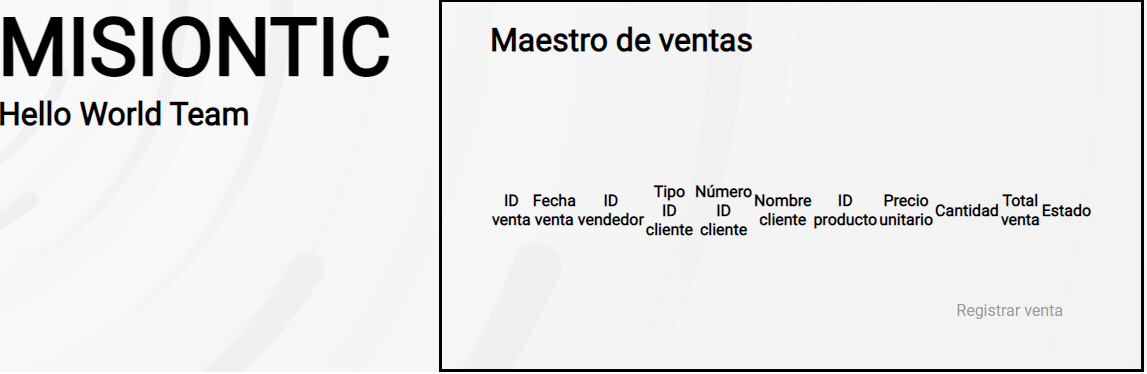 MISIONTIC
Hello World Team
Maestro de ventas
ID venta
Fecha venta
ID vendedor
Tipo ID cliente
Número ID cliente
Nombre cliente
ID producto
Precio unitario
Cantidad
Total venta
Estado
Registrar venta